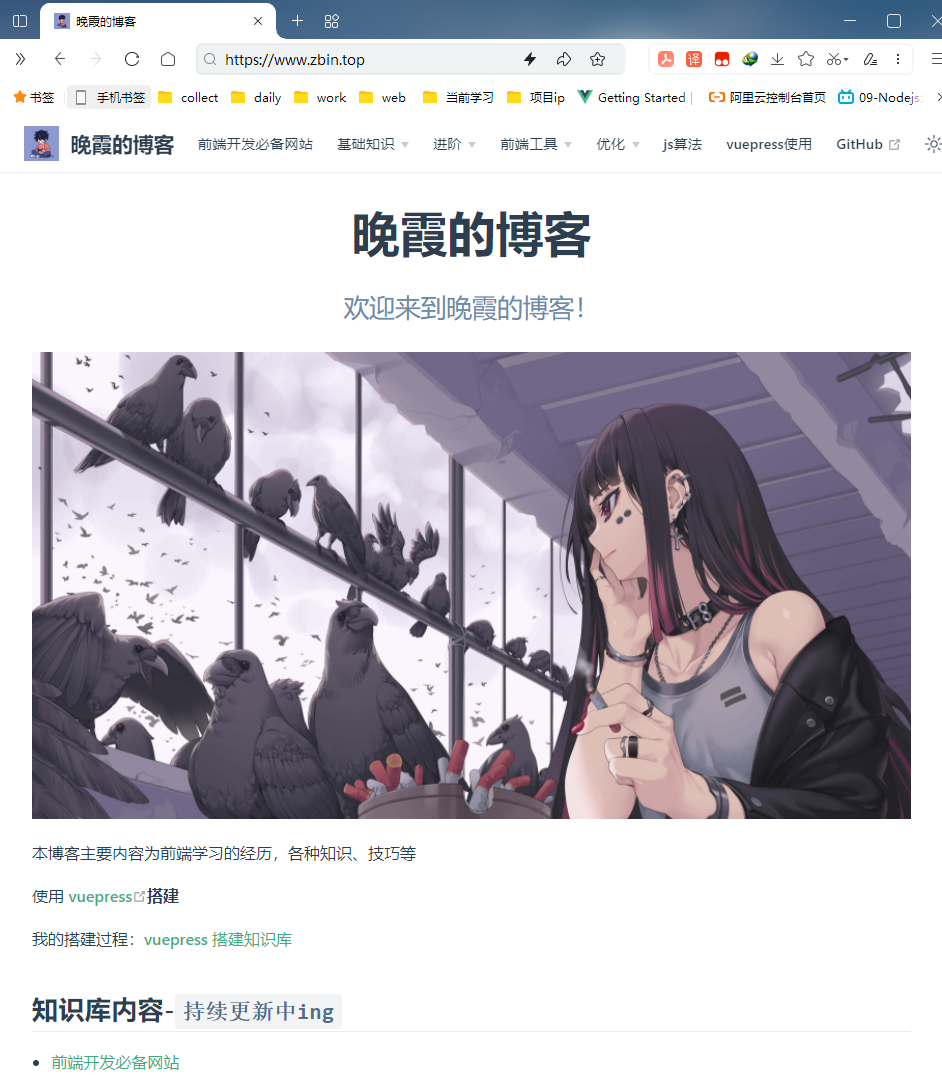 晚霞的博客
https://www.zbin.top
书签 手机书签 collect daily work web 当前学习 项目ip Getting Started 阿里云控制台首页 09-Nodejs
晚霞的博客 前端开发必备网站 基础知识 进阶 前端工具 优化 js算法 vuepress使用 GitHub
晚霞的博客
欢迎来到晚霞的博客！
本博客主要内容为前端学习的经历，各种知识、技巧等
使用 vuepress搭建
我的搭建过程：vuepress 搭建知识库
知识库内容-持续更新中ing
前端开发必备网站